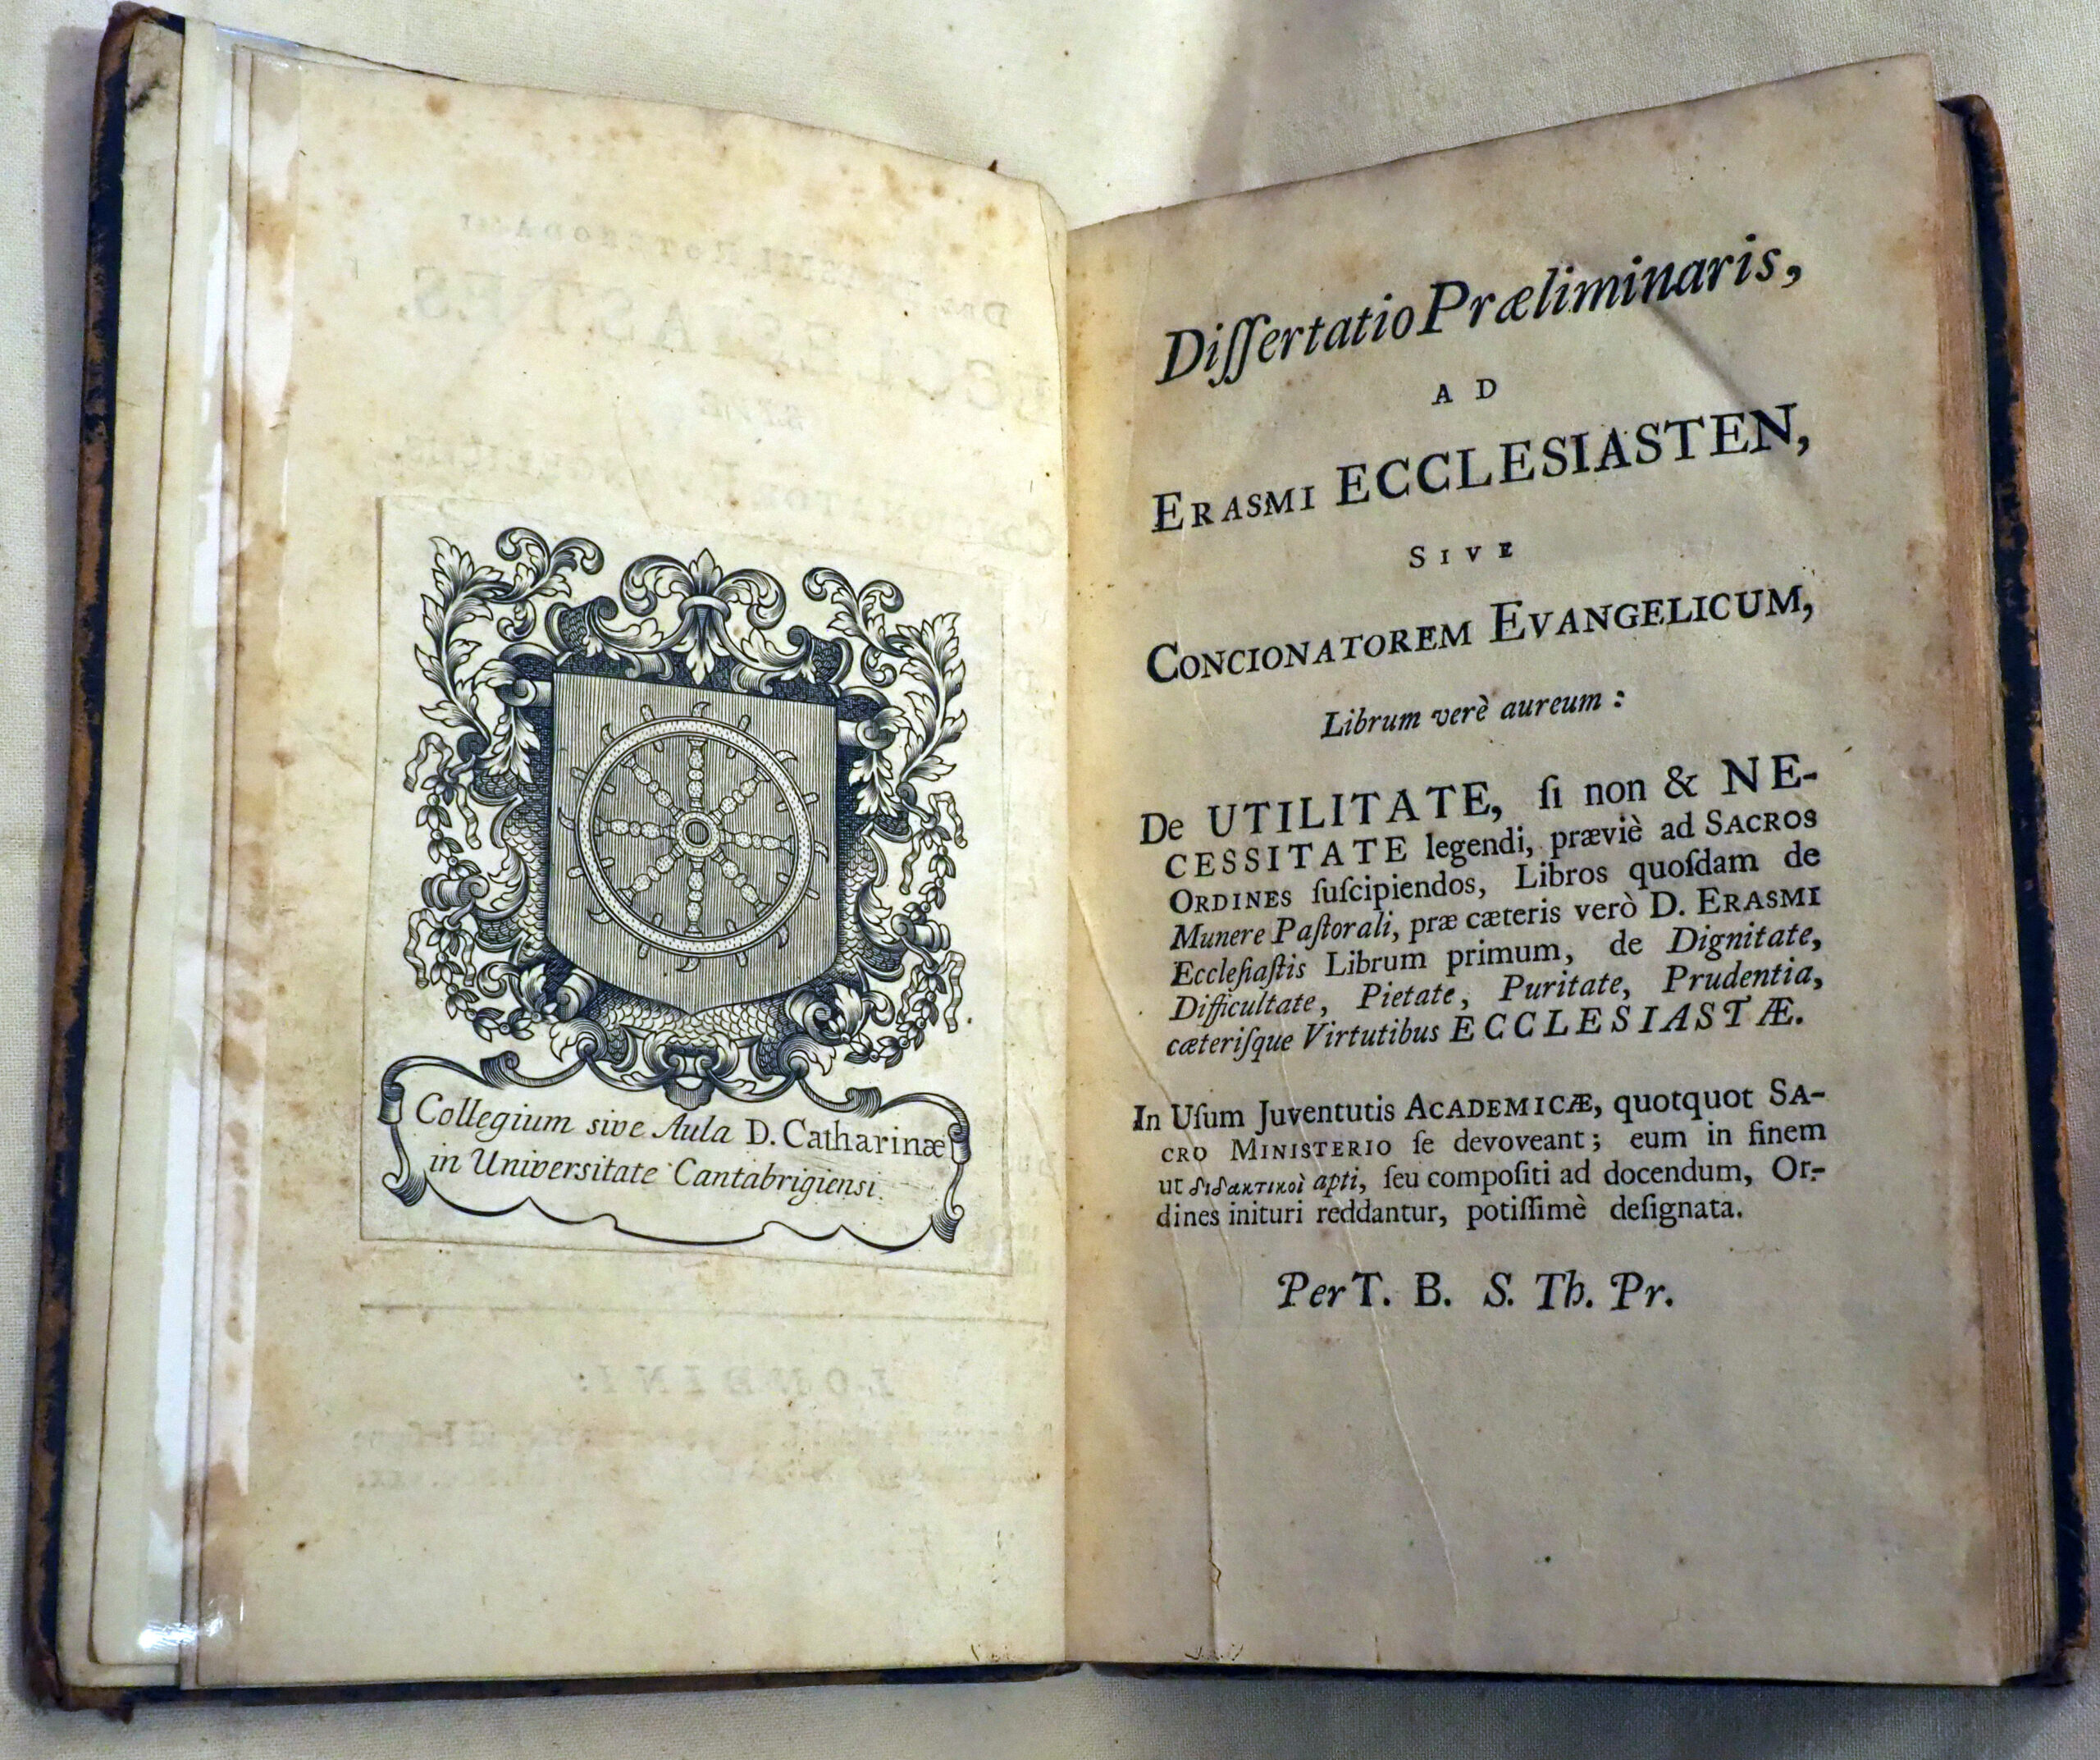 Collegium sive Aula D. Catharinæ
in Universitate Cantabrigiensi.
LONDINI:
Diſſertatio Præliminaris,
AD
ERASMI ECCLESIASTEN,
SIVE
CONCIONATOREM EVANGELICUM,
Librum verè aureum :
De UTILITATE, ſi non & NE-
CESSITATE legendi, præviè ad SACROS
ORDINES ſuſcipiendos, Libros quoſdam de
Munere Paſtorali, præ cæteris verò D. ERASMI
Eccleſiaſtis Librum primum, de Dignitate,
Difficultate, Pietate, Puritate, Prudentia,
cæteriſque Virtutibus ECCLESIASTÆ.
In Uſum Juventutis ACADEMICÆ, quotquot SA-
CRO MINISTERIO ſe devoveant; eum in finem
ut διδακτικοὶ apti, ſeu compoſiti ad docendum, Or-
dines inituri reddantur, potiſſimè deſignata.
Per T. B. S. Th. Pr.